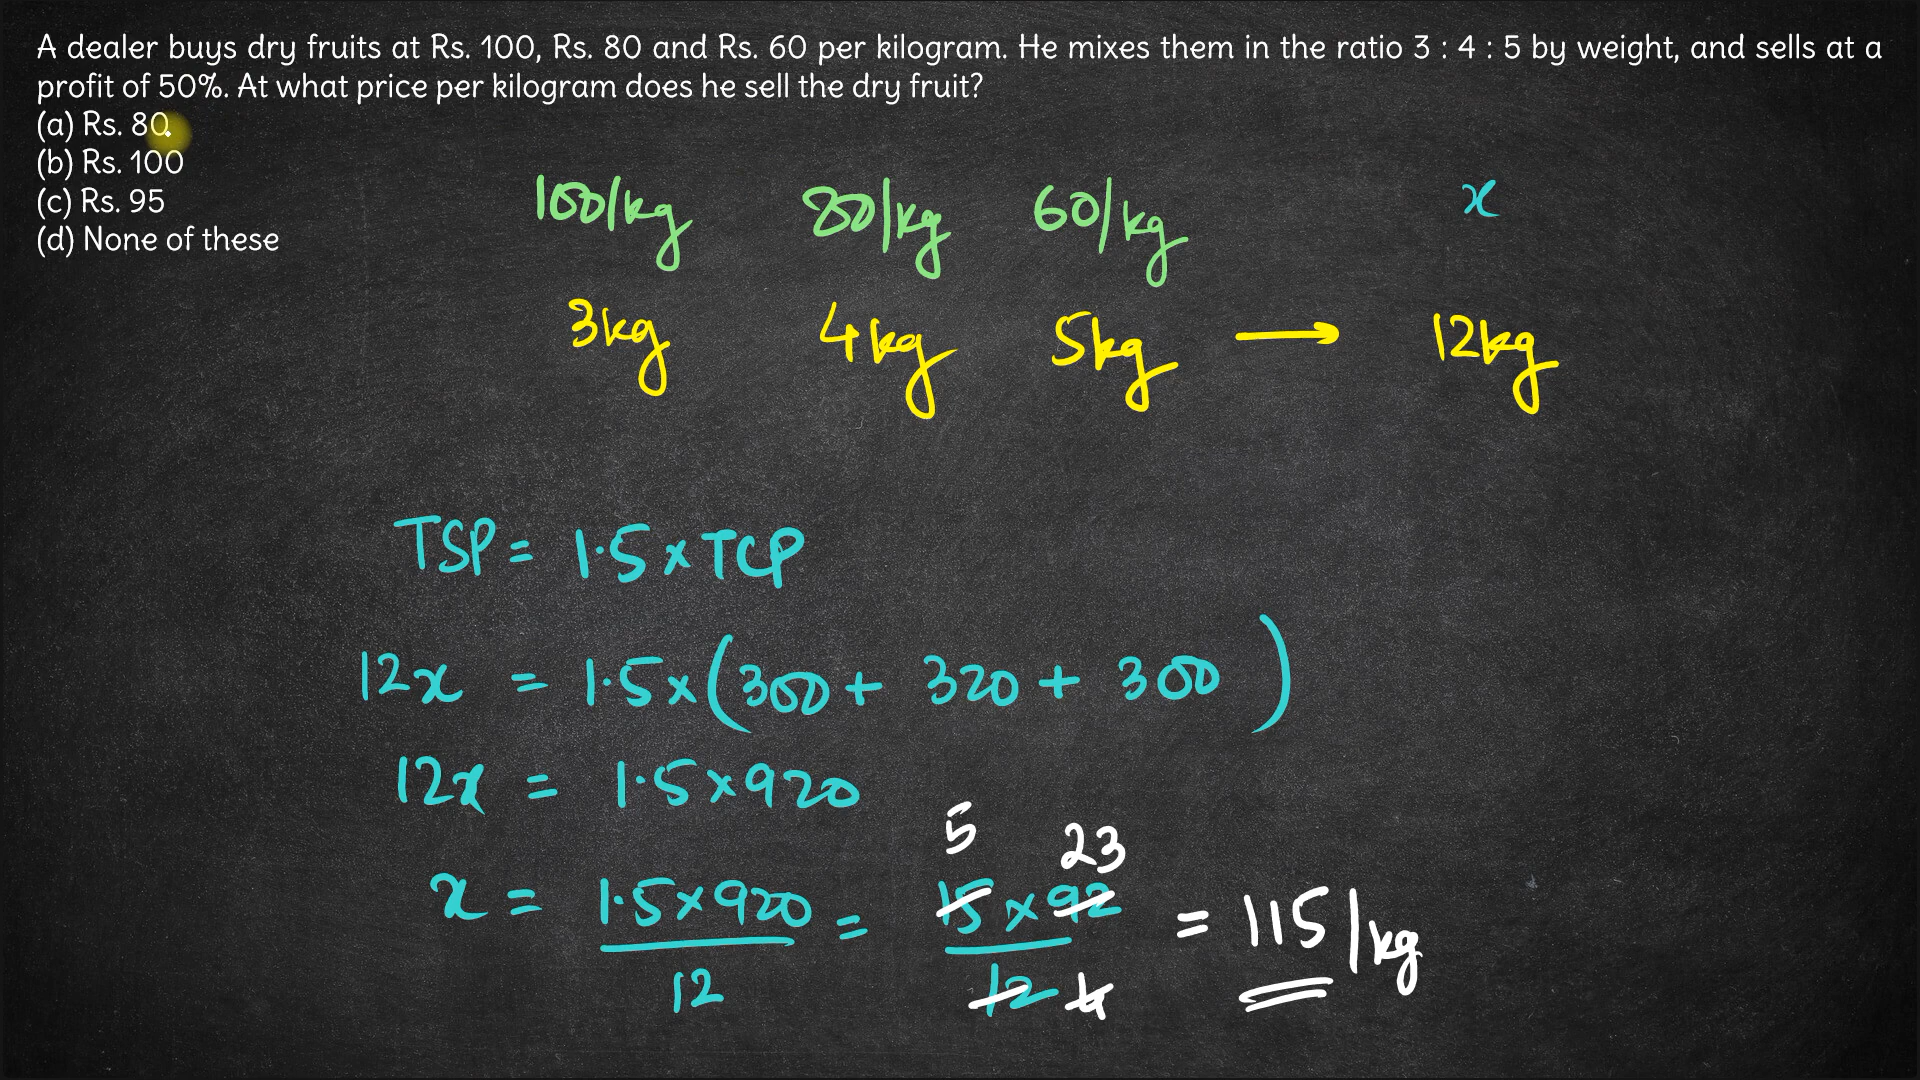 A dealer buys dry fruits at Rs. 100, Rs. 80 and Rs. 60 per kilogram. He mixes them in the ratio 3 : 4 : 5 by weight, and sells at a
profit of 50%. At what price per kilogram does he sell the dry fruit?
(a) Rs. 80
(b) Rs. 100
(c) Rs. 95
(d) None of these
100/kg 80/kg 60/kg x
3kg 4kg 5kg → 12kg
TSP = 1.5 x TCP
12x = 1.5 x (300 + 320 + 300)
12x = 1.5 x 920
5 23
x = 1.5 x 920 = 15 x 92 = 115/kg
12 12 4